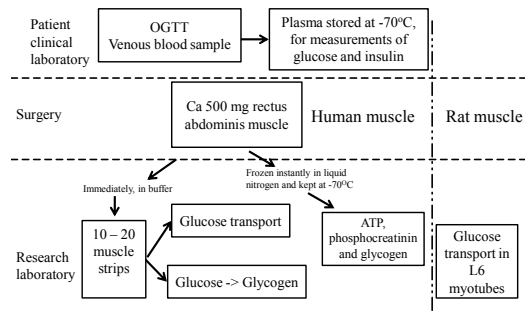 Patient
clinical
laboratory
OGTT
Venous blood sample
Plasma stored at -70°C,
for measurements of
glucose and insulin
Surgery
Ca 500 mg rectus
abdominis muscle
Human muscle
Rat muscle
Immediately, in buffer
Frozen instantly in liquid
nitrogen and kept at -70°C
Research
laboratory
10 – 20
muscle
strips
Glucose transport
Glucose -> Glycogen
ATP,
phosphocreatinin
and glycogen
Glucose
transport in
L6
myotubes